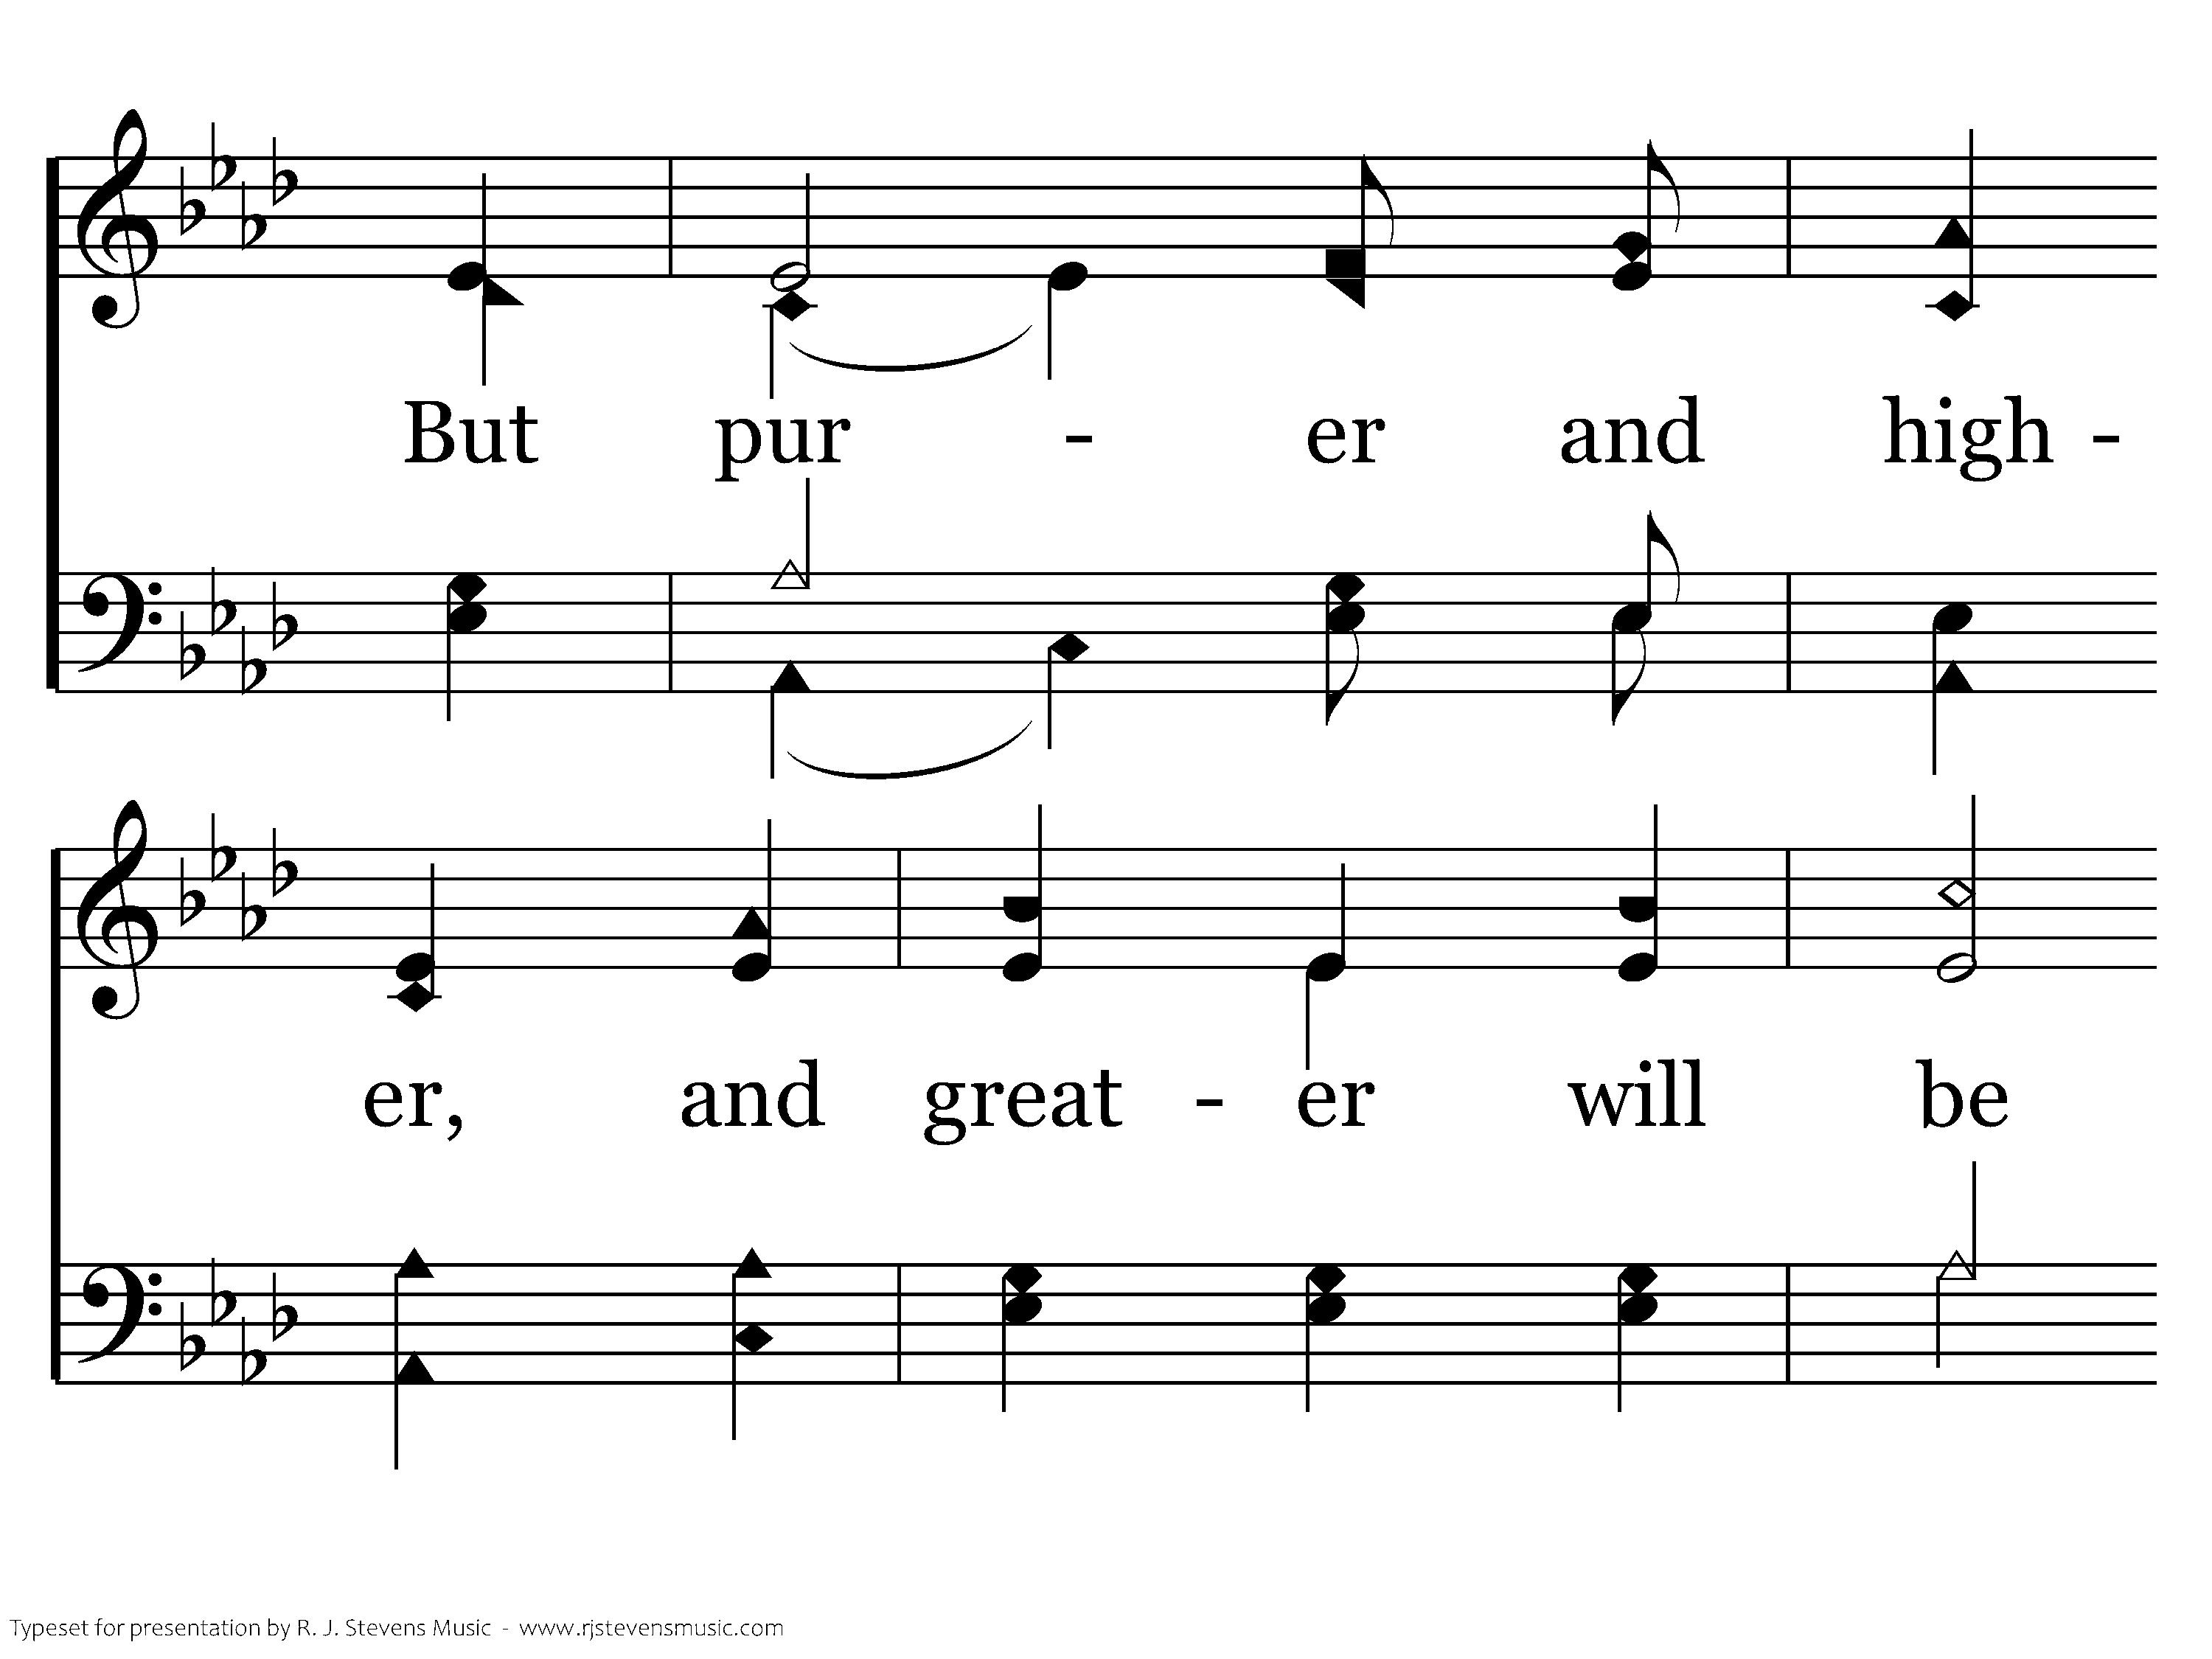 But pur - er and high -
er, and great - er will be
Typeset for presentation by R. J. Stevens Music - www.rjstevensmusic.com